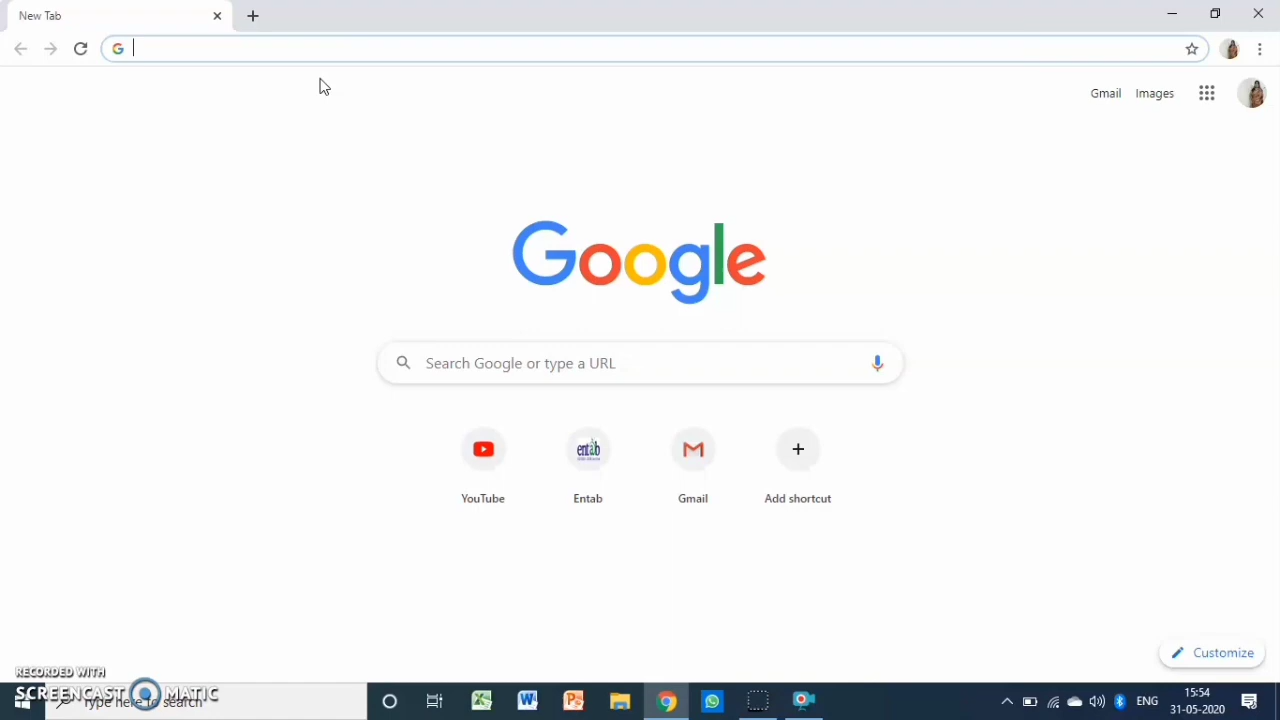 New Tab
Gmail Images
Google
Search Google or type a URL
entab
YouTube Entab Gmail Add shortcut
Customize
RECORDED WITH
SCREENCAST MATIC
Type here to search
ENG
15:54
31-05-2020